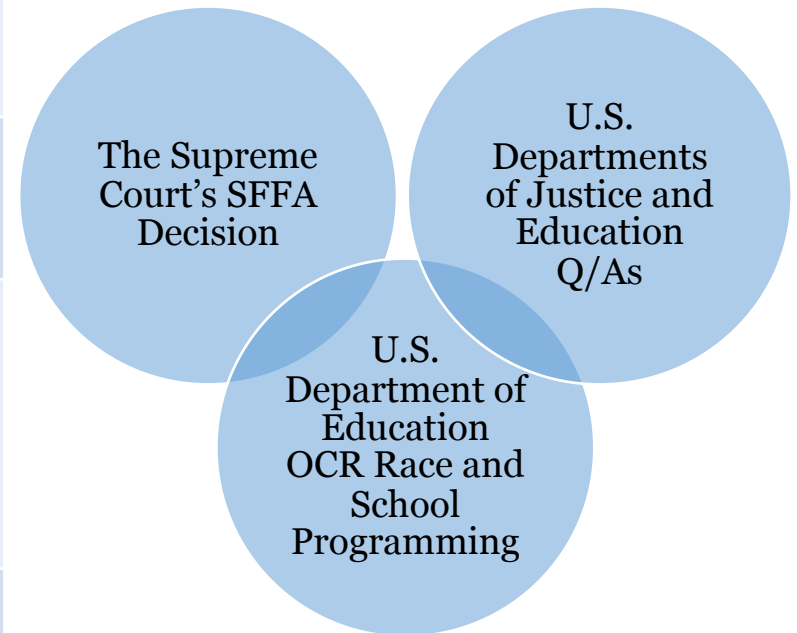 The Supreme
Court’s SFFA
Decision
U.S.
Departments
of Justice and
Education
Q/As
U.S.
Department of
Education
OCR Race and
School
Programming